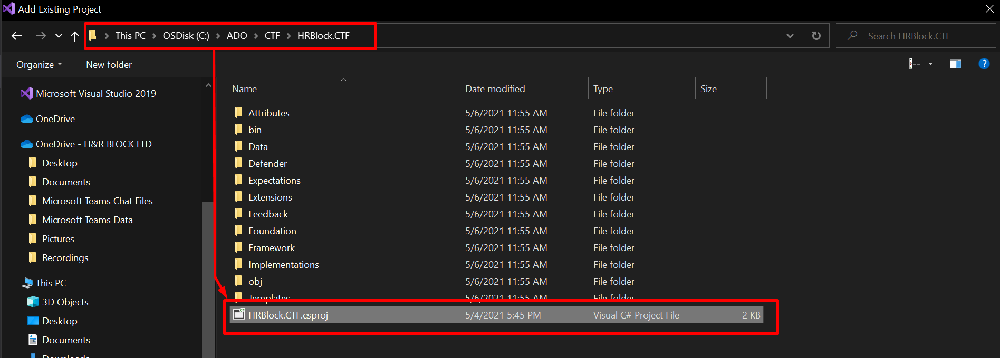 Add Existing Project
This PC > OSDisk (C:) > ADO > CTF > HRBlock.CTF
Search HRBlock.CTF
Organize
New folder
Microsoft Visual Studio 2019
OneDrive
OneDrive - H&R BLOCK LTD
Desktop
Documents
Microsoft Teams Chat Files
Microsoft Teams Data
Pictures
Recordings
This PC
3D Objects
Desktop
Documents
Downloads
Name Date modified Type Size
Attributes 5/6/2021 11:55 AM File folder
bin 5/6/2021 11:55 AM File folder
Data 5/6/2021 11:55 AM File folder
Defender 5/6/2021 11:55 AM File folder
Expectations 5/6/2021 11:55 AM File folder
Extensions 5/6/2021 11:55 AM File folder
Feedback 5/6/2021 11:55 AM File folder
Foundation 5/6/2021 11:55 AM File folder
Framework 5/6/2021 11:55 AM File folder
Implementations 5/6/2021 11:55 AM File folder
obj 5/6/2021 11:55 AM File folder
Templates 5/6/2021 11:55 AM File folder
HRBlock.CTF.csproj 5/4/2021 5:45 PM Visual C# Project File 2 KB